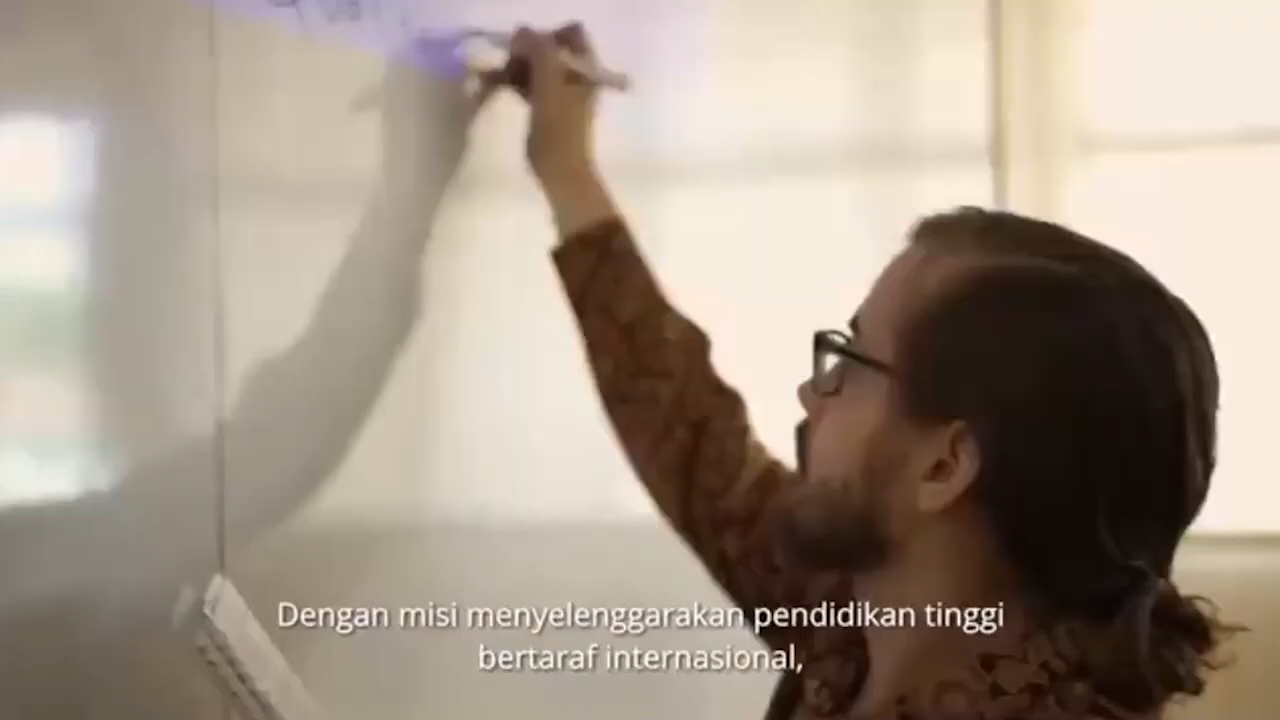 Dengan misi menyelenggarakan pendidikan tinggi
bertaraf internasional,